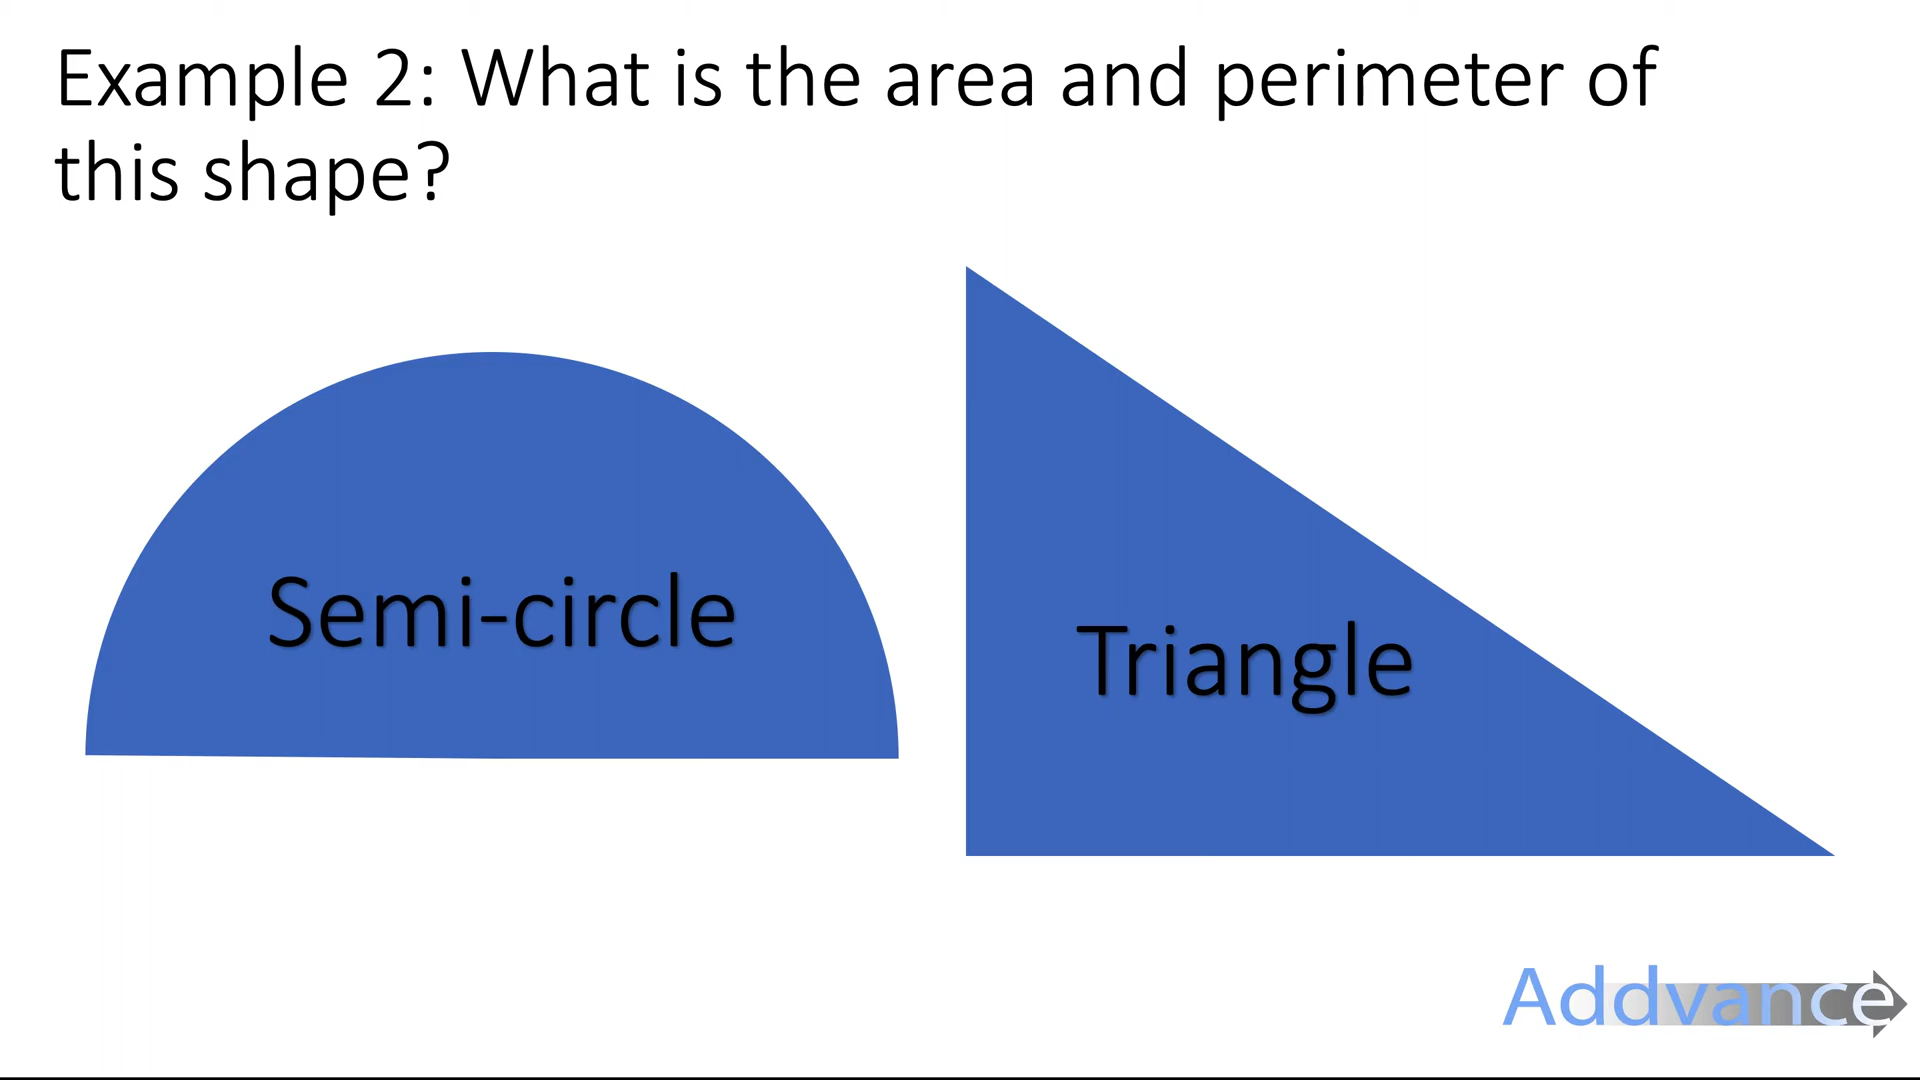 Example 2: What is the area and perimeter of
this shape?
Semi-circle
Triangle
Addvance